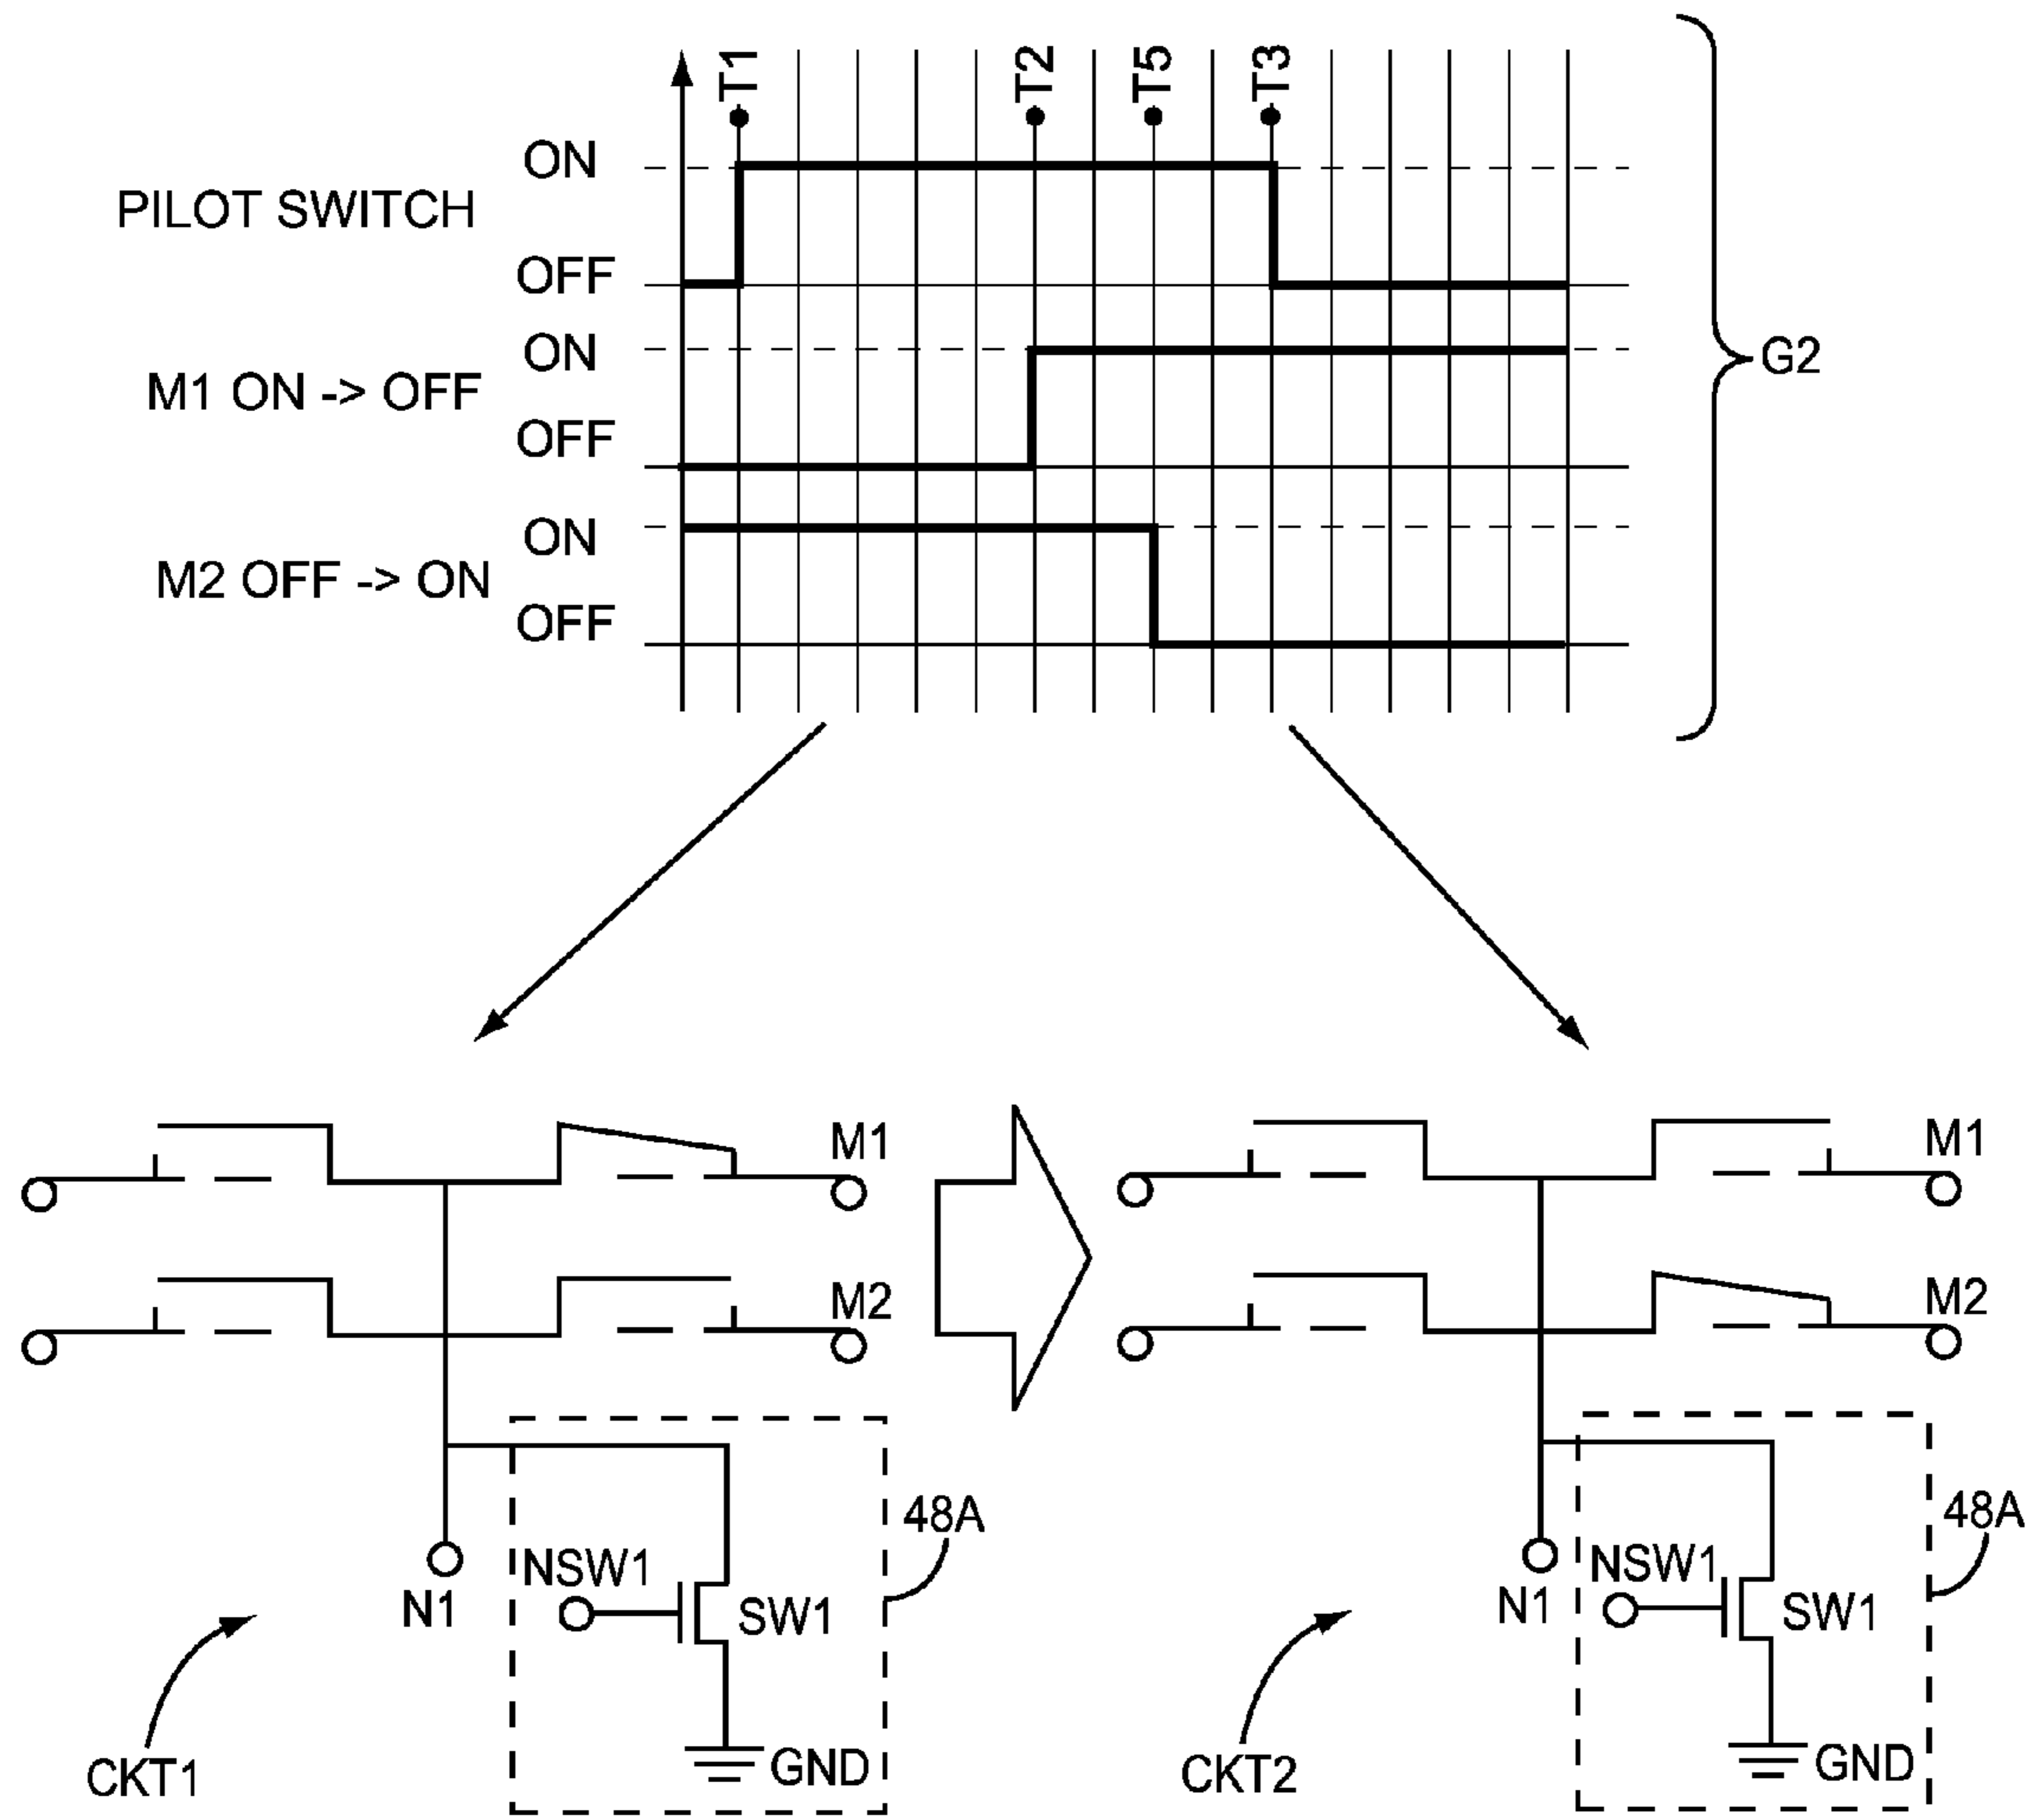 T1
T2
T5
T3
PILOT SWITCH
ON
OFF
M1 ON -> OFF
ON
OFF
M2 OFF -> ON
ON
OFF
G2
M1
M2
N1
NSW1
SW1
GND
48A
CKT1
M1
M2
N1
NSW1
SW1
GND
48A
CKT2